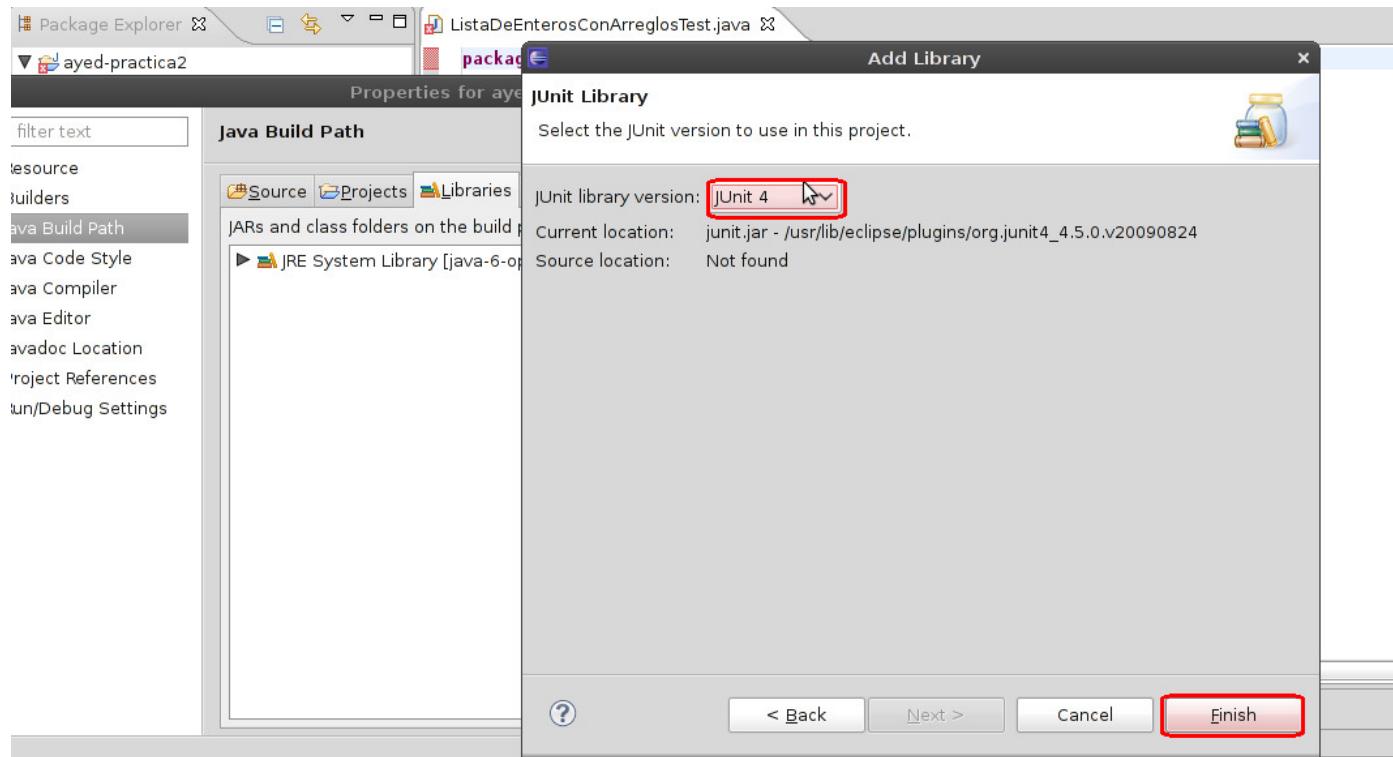 Package Explorer
ListaDeEnterosConArreglosTest.java
ayed-practica2
packag
Properties for aye
filter text
esource
uilders
ava Build Path
ava Code Style
ava Compiler
ava Editor
avadoc Location
roject References
un/Debug Settings
Java Build Path
Source Projects Libraries
JARs and class folders on the build p
JRE System Library [java-6-op
Add Library
JUnit Library
Select the JUnit version to use in this project.
JUnit library version: JUnit 4
Current location: junit.jar - /usr/lib/eclipse/plugins/org.junit4_4.5.0.v20090824
Source location: Not found
? < Back Next > Cancel Finish